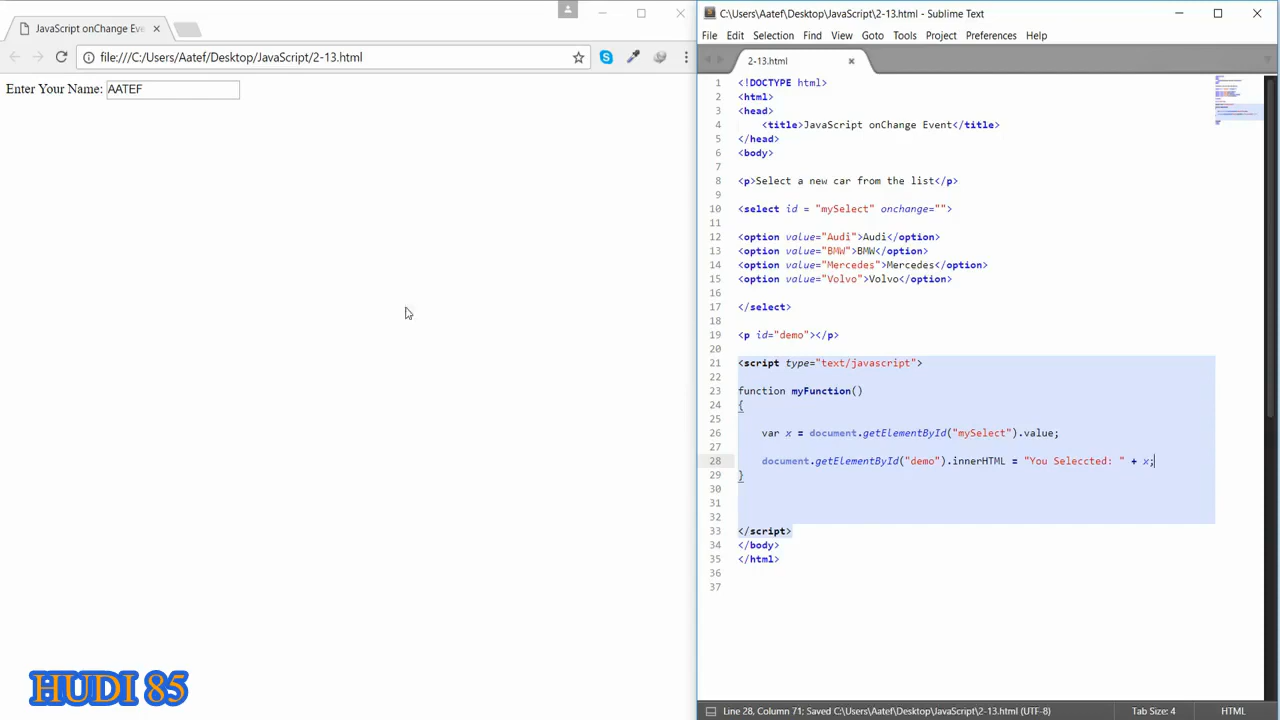 JavaScript onChange Eve
file:///C:/Users/Aatef/Desktop/JavaScript/2-13.html
Enter Your Name: AATEF
HUDI 85
C:\Users\Aatef\Desktop\JavaScript\2-13.html - Sublime Text
File Edit Selection Find View Goto Tools Project Preferences Help
2-13.html
1 <!DOCTYPE html>
2 <html>
3 <head>
4 <title>JavaScript onChange Event</title>
5 </head>
6 <body>
7
8 <p>Select a new car from the list</p>
9
10 <select id = "mySelect" onchange="">
11
12 <option value="Audi">Audi</option>
13 <option value="BMW">BMW</option>
14 <option value="Mercedes">Mercedes</option>
15 <option value="Volvo">Volvo</option>
16
17 </select>
18
19 <p id="demo"></p>
20
21 <script type="text/javascript">
22
23 function myFunction()
24 {
25
26 var x = document.getElementById("mySelect").value;
27
28 document.getElementById("demo").innerHTML = "You Seleccted: " + x;
29 }
30
31
32
33 </script>
34 </body>
35 </html>
36
37
Line 28, Column 71; Saved C:\Users\Aatef\Desktop\JavaScript\2-13.html (UTF-8) Tab Size: 4 HTML